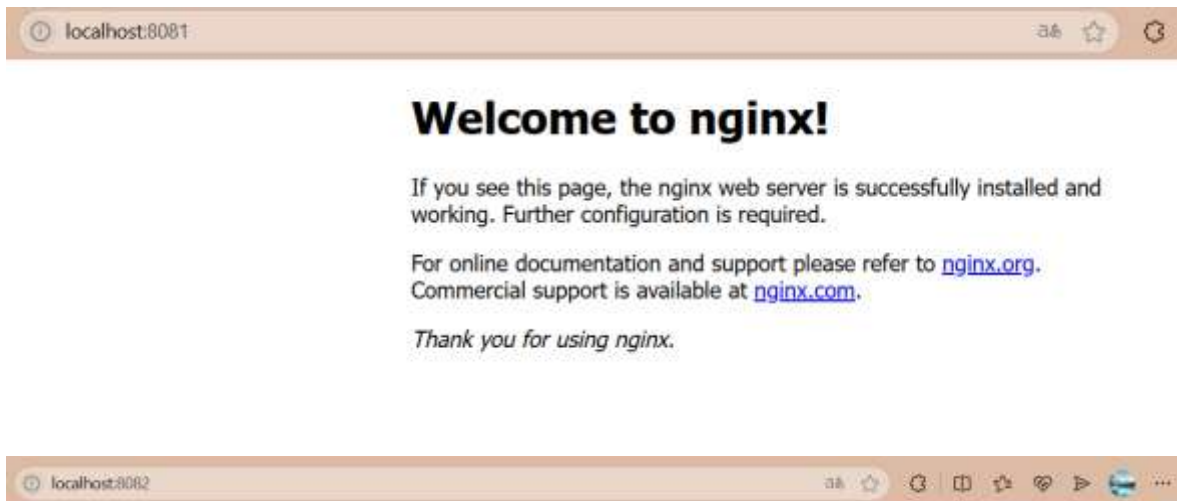 localhost:8081
Welcome to nginx!
If you see this page, the nginx web server is successfully installed and
working. Further configuration is required.
For online documentation and support please refer to nginx.org.
Commercial support is available at nginx.com.
Thank you for using nginx.
localhost:8082